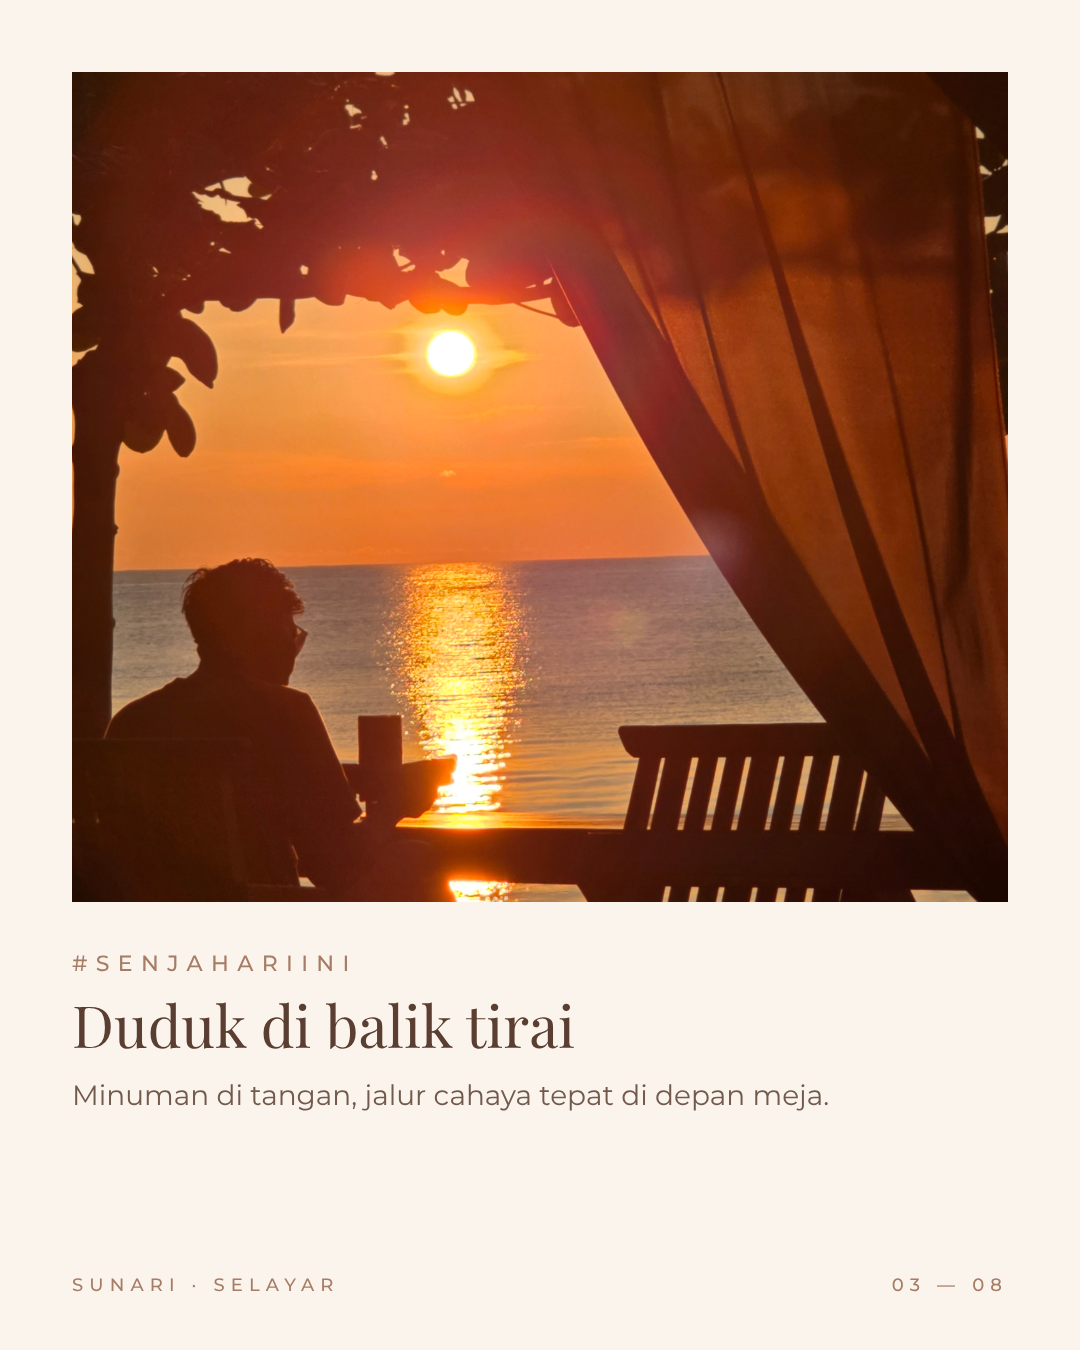 #SENJAHARIINI
Duduk di balik tirai
Minuman di tangan, jalur cahaya tepat di depan meja.
SUNARI · SELAYAR
03 — 08